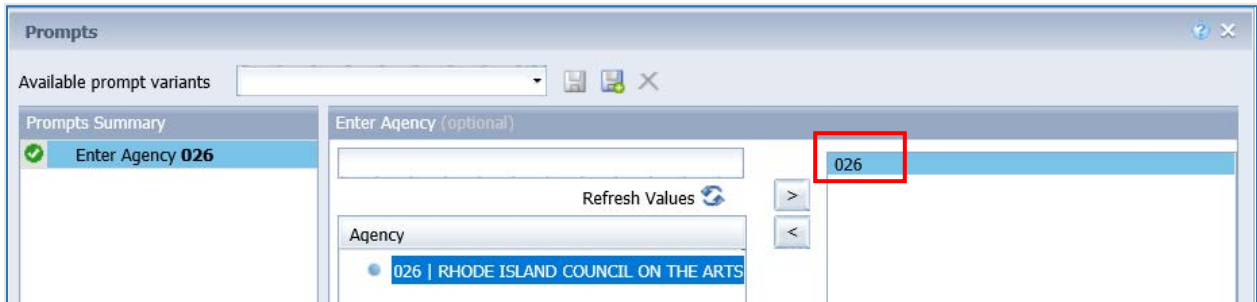 Prompts
Available prompt variants
Prompts Summary
Enter Agency (optional)
Enter Agency 026
026
Refresh Values
>
Agency
<
026 | RHODE ISLAND COUNCIL ON THE ARTS